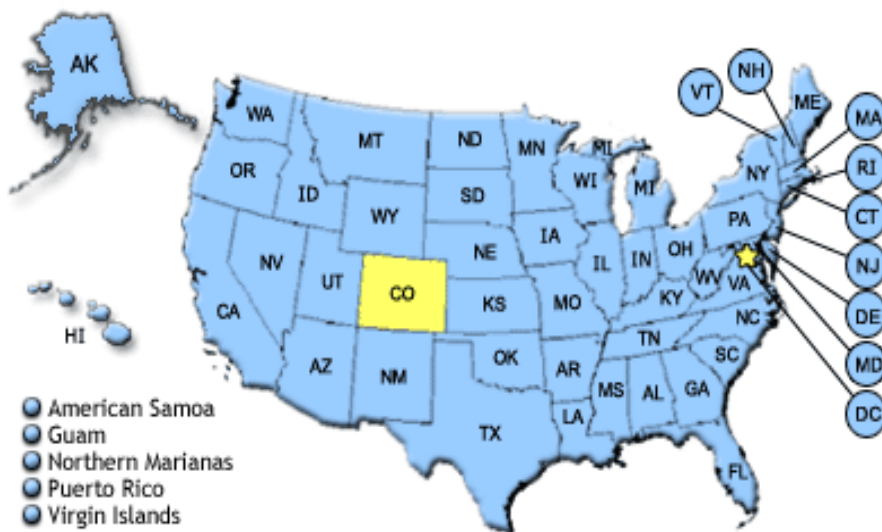 AK
NH
VT
ME
WA
MT
ND
MN
MI
MA
OR
ID
SD
WI
MI
NY
RI
WY
CT
IA
PA
NE
NV
UT
CO
IL
IN
OH
NJ
CA
KS
MO
WV
VA
KY
DE
HI
NC
TN
AZ
NM
OK
AR
SC
MD
MS
AL
GA
DC
TX
LA
FL
American Samoa
Guam
Northern Marianas
Puerto Rico
Virgin Islands